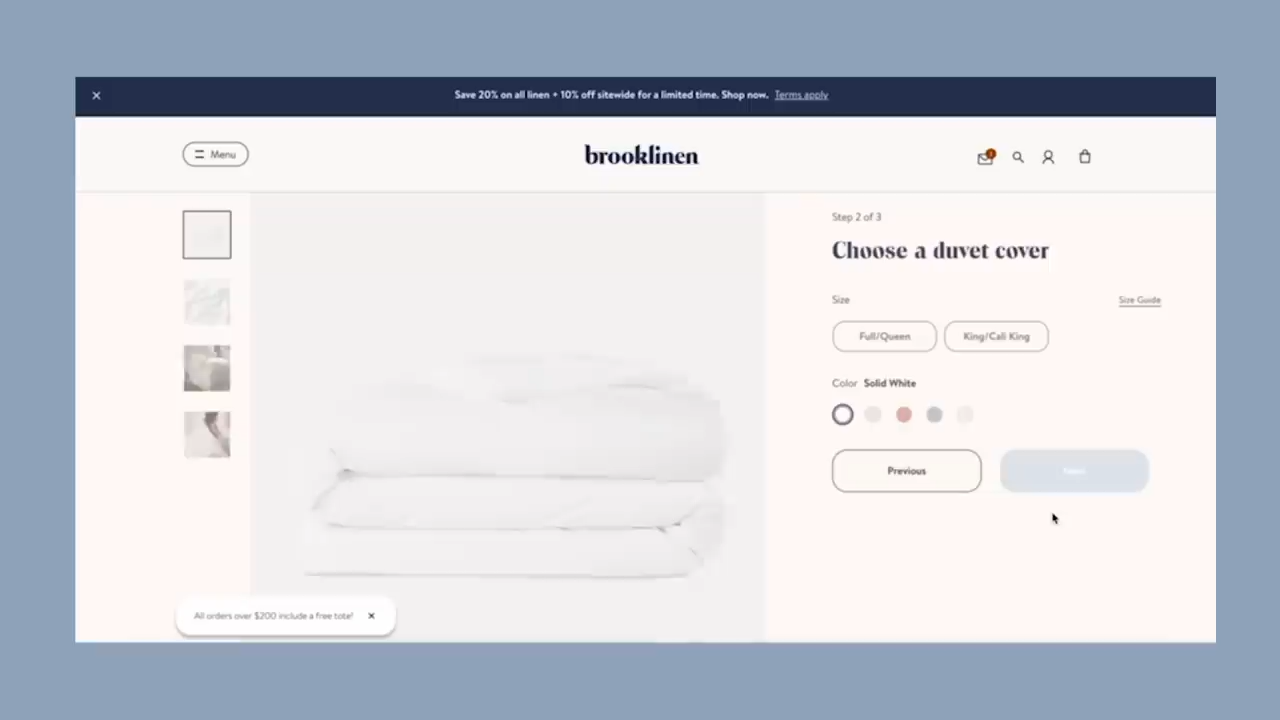 Save 20% on all linen + 10% off sitewide for a limited time. Shop now. Terms apply
Menu
brooklinen
Step 2 of 3
Choose a duvet cover
Size
Size Guide
Full/Queen
King/Cali King
Color Solid White
Previous
Next
All orders over $200 include a free tote!